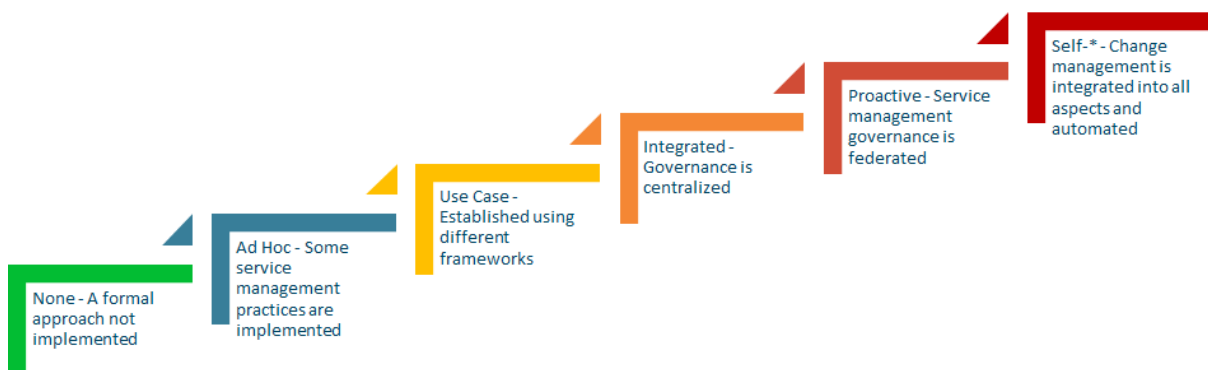 None - A formal
approach not
implemented
Ad Hoc - Some
service
management
practices are
implemented
Use Case -
Established using
different
frameworks
Integrated -
Governance is
centralized
Proactive - Service
management
governance is
federated
Self-* - Change
management is
integrated into all
aspects and
automated